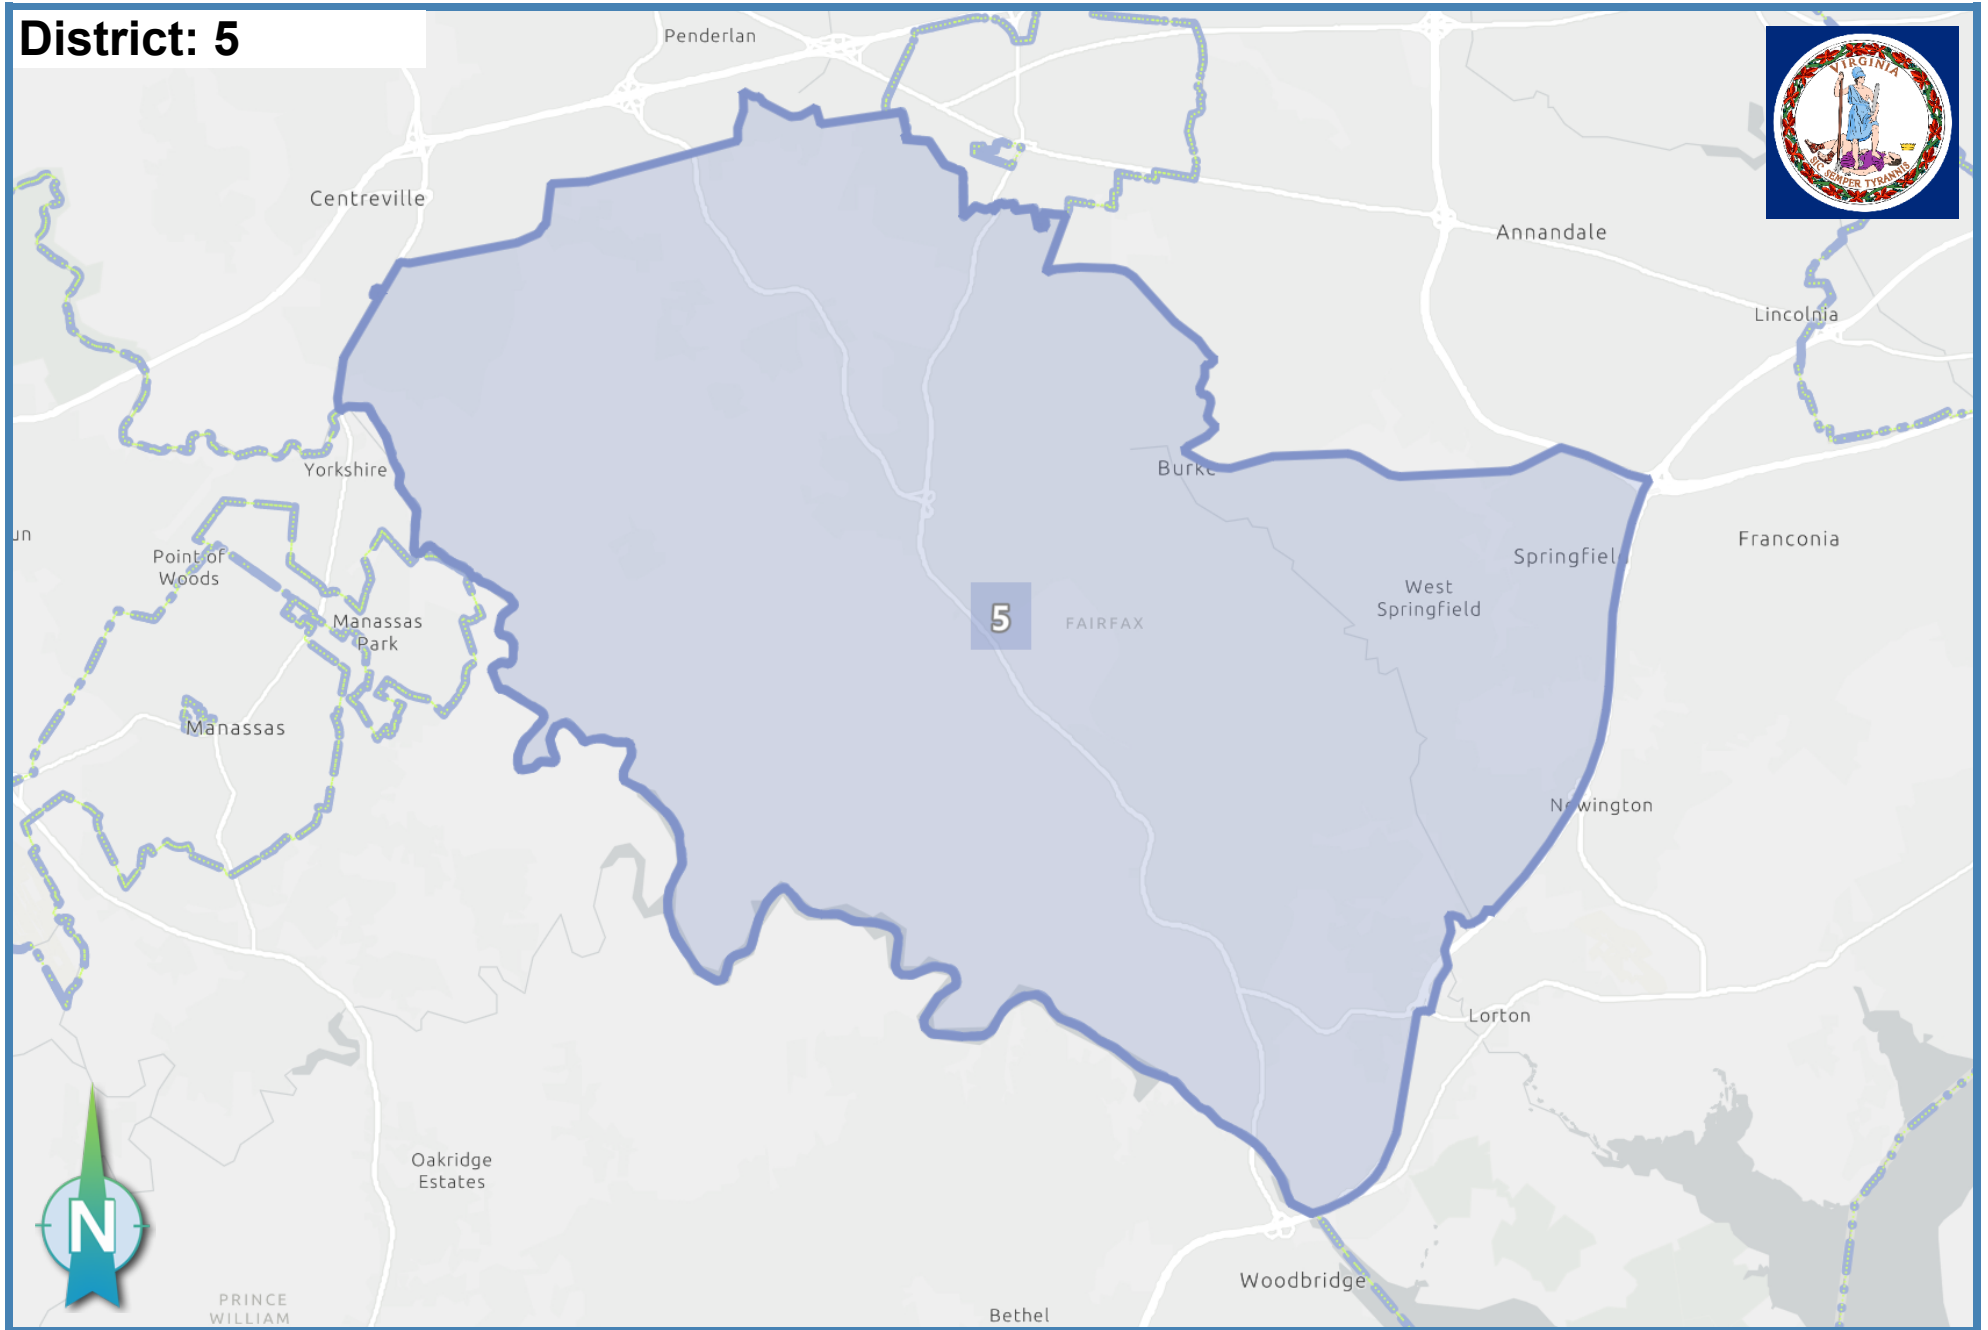 District: 5
Penderlan
VIRGINIA
SIC SEMPER TYRANNIS
Centreville
Annandale
Lincolnia
Yorkshire
Burke
un
Point of
Woods
Franconia
Springfield
West
Springfield
5
FAIRFAX
Manassas
Park
Manassas
Newington
Lorton
Oakridge
Estates
N
Woodbridge
PRINCE
WILLIAM
Bethel